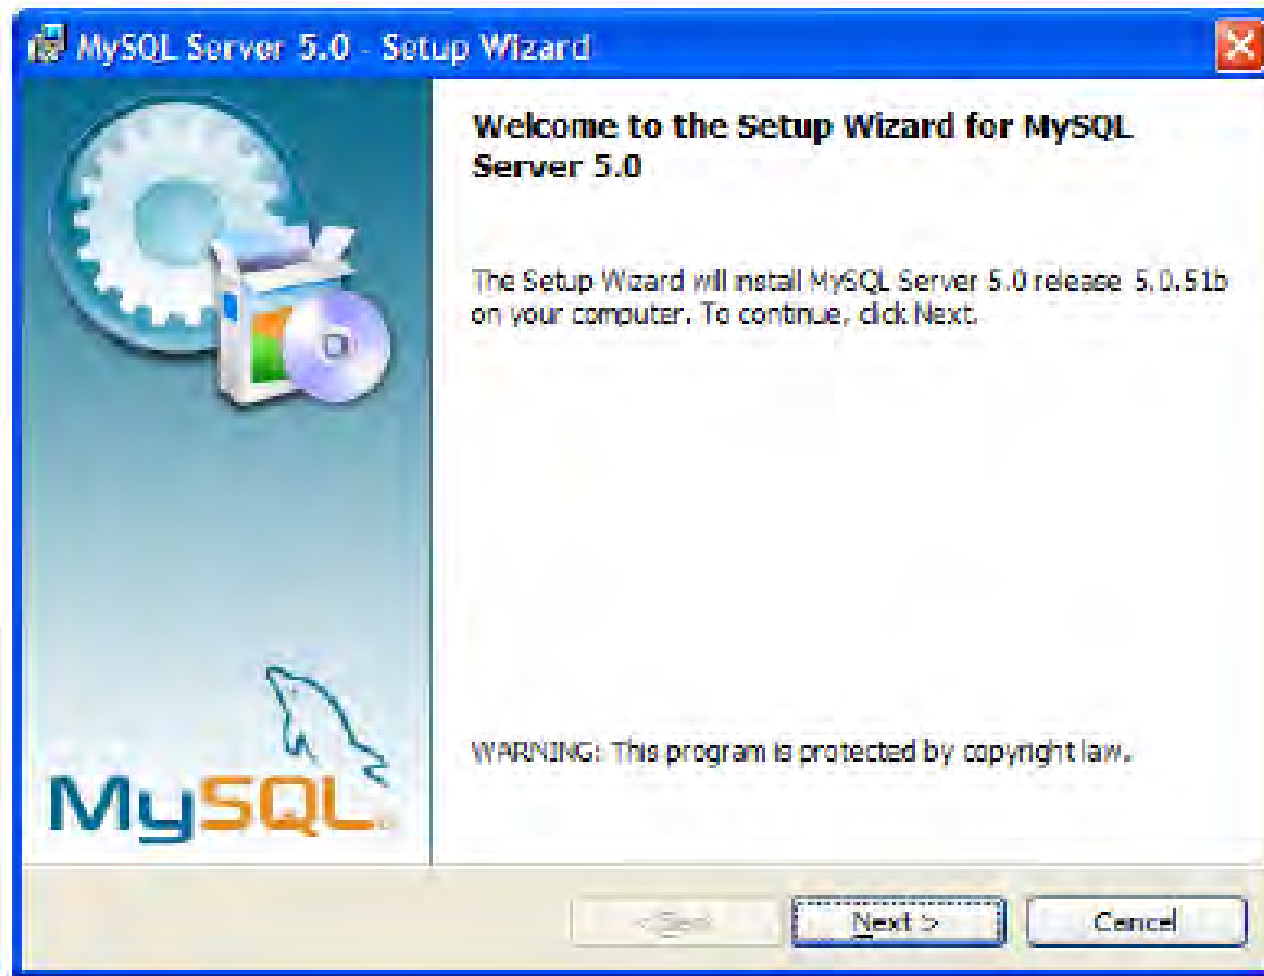 MySQL Server 5.0 - Setup Wizard
Welcome to the Setup Wizard for MySQL
Server 5.0
The Setup Wizard will install MySQL Server 5.0 release 5.0.51b
on your computer. To continue, click Next.
WARNING: This program is protected by copyright law.
MySQL
< Back
Next >
Cancel